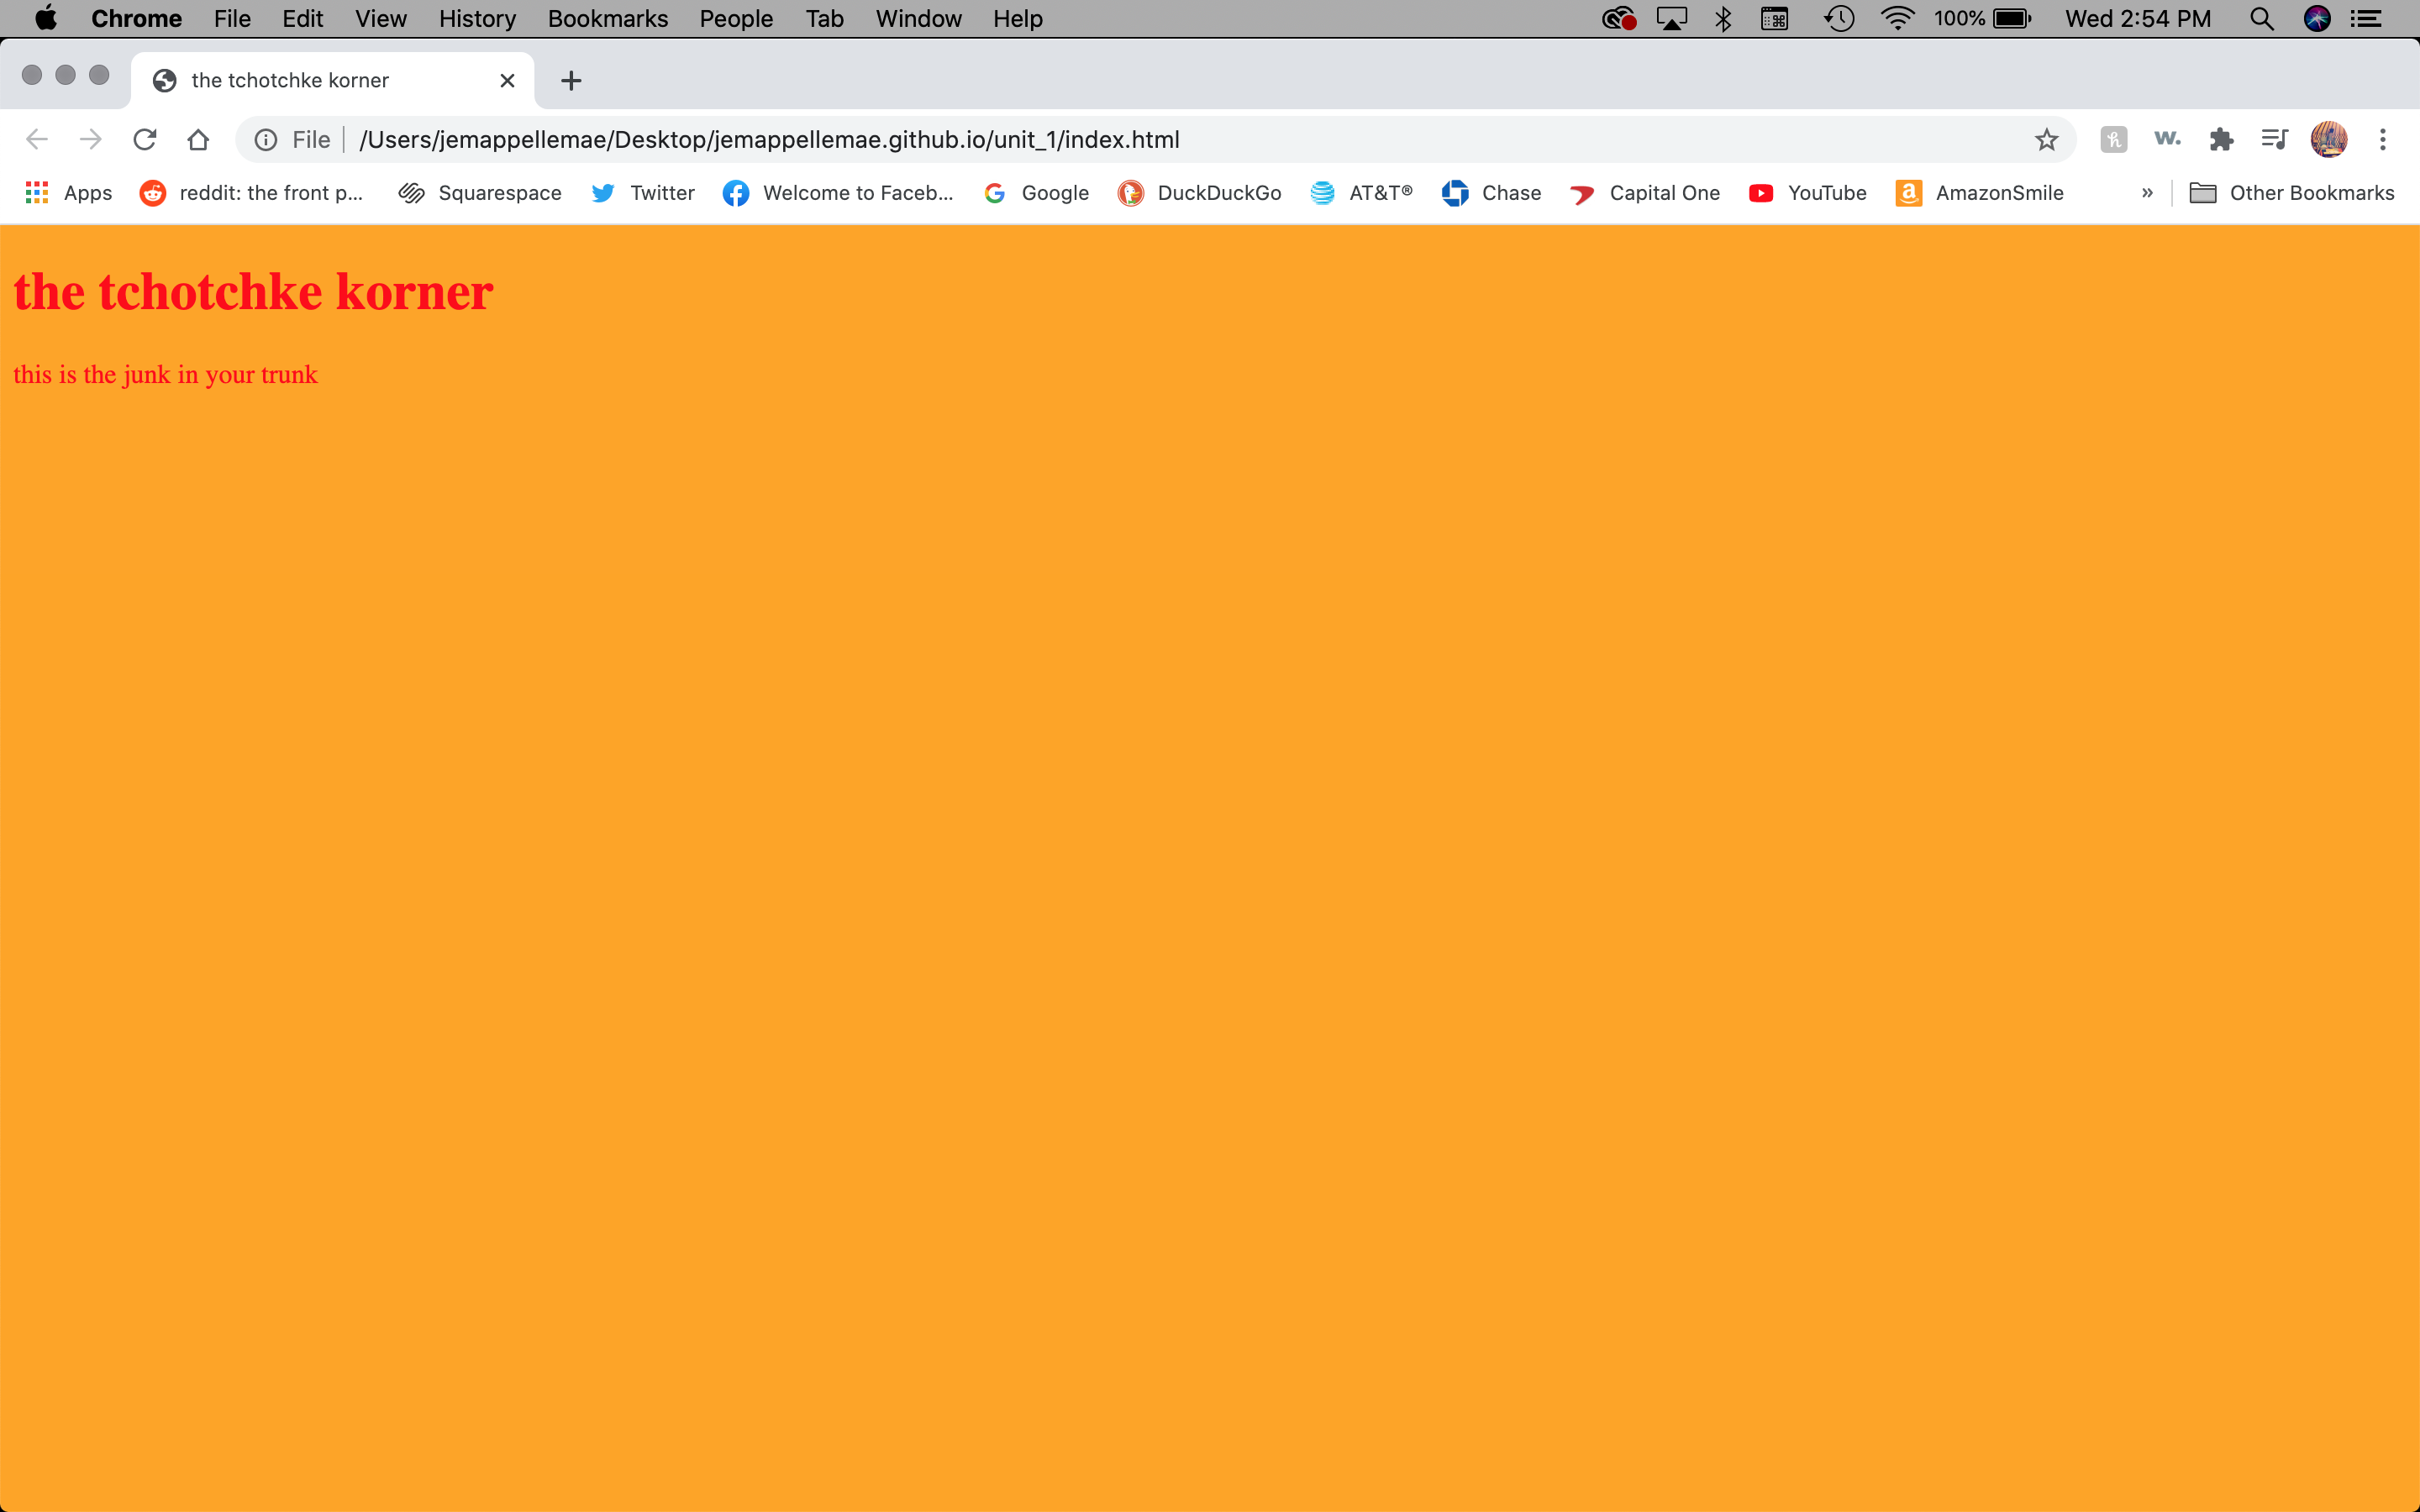 Chrome File Edit View History Bookmarks People Tab Window Help 100% Wed 2:54 PM
the tchotchke korner
File /Users/jemappellemae/Desktop/jemappellemae.github.io/unit_1/index.html
Apps reddit: the front p... Squarespace Twitter Welcome to Faceb... Google DuckDuckGo AT&T® Chase Capital One YouTube AmazonSmile » Other Bookmarks
the tchotchke korner
this is the junk in your trunk